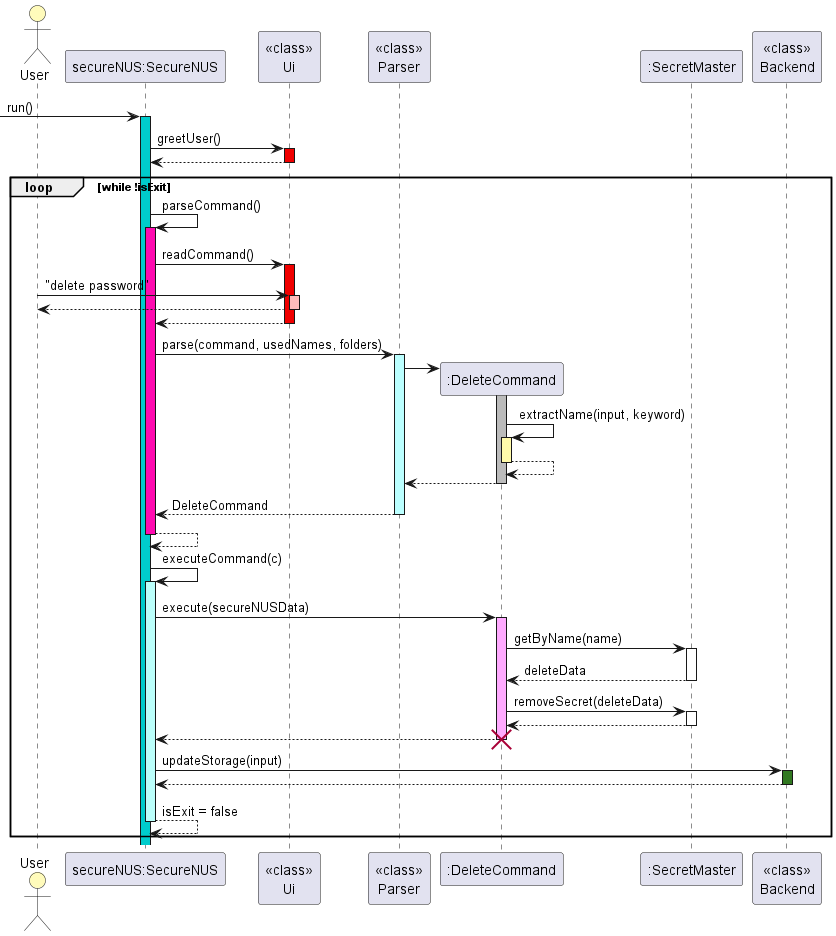 User
secureNUS:SecureNUS
«class»
Ui
«class»
Parser
:SecretMaster
«class»
Backend
run()
greetUser()
loop
[while !isExit]
parseCommand()
readCommand()
"delete password"
parse(command, usedNames, folders)
:DeleteCommand
extractName(input, keyword)
DeleteCommand
executeCommand(c)
execute(secureNUSData)
getByName(name)
deleteData
removeSecret(deleteData)
updateStorage(input)
isExit = false
User
secureNUS:SecureNUS
«class»
Ui
«class»
Parser
:DeleteCommand
:SecretMaster
«class»
Backend